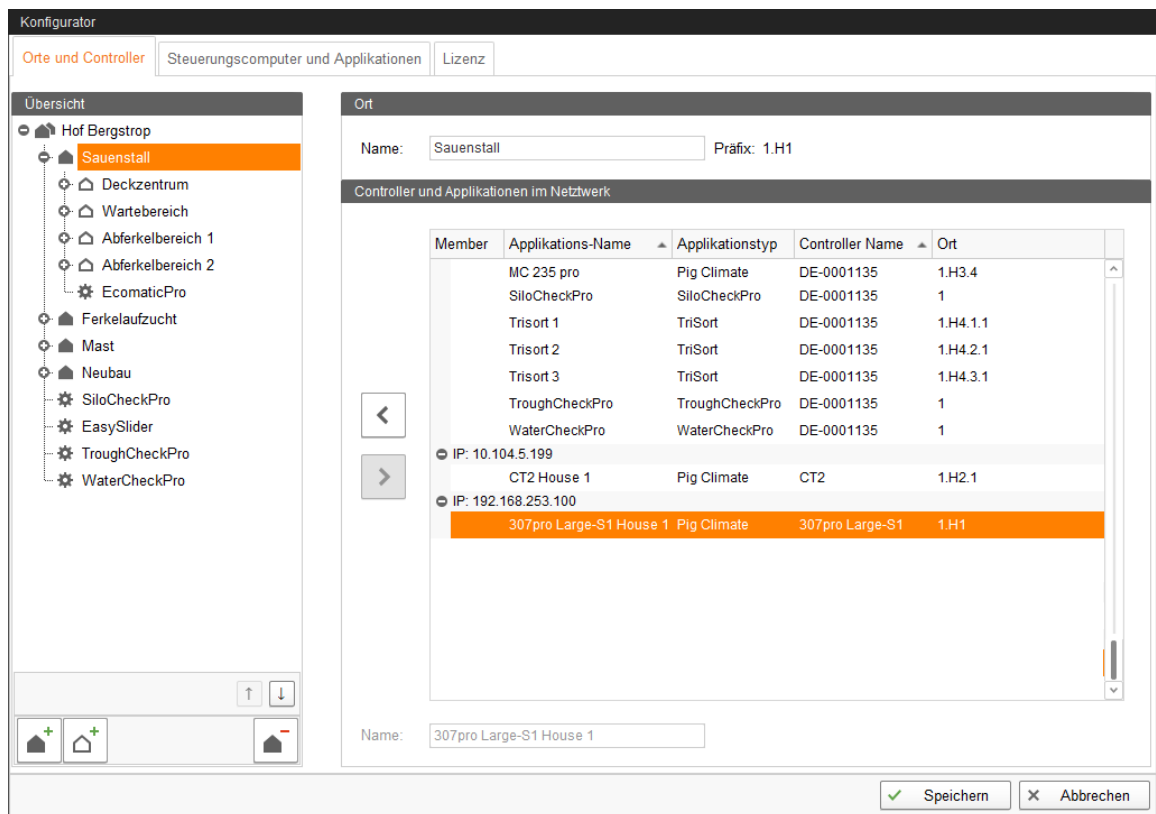 Konfigurator
Orte und Controller
Steuerungscomputer und Applikationen
Lizenz
Übersicht
Hof Bergstrop
Sauenstall
Deckzentrum
Wartebereich
Abferkelbereich 1
Abferkelbereich 2
EcomaticPro
Ferkelaufzucht
Mast
Neubau
SiloCheckPro
EasySlider
TroughCheckPro
WaterCheckPro
Ort
Name: Sauenstall Präfix: 1.H1
Controller und Applikationen im Netztwerk
Member Applikations-Name Applikationstyp Controller Name Ort
MC 235 pro Pig Climate DE-0001135 1.H3.4
SiloCheckPro SiloCheckPro DE-0001135 1
Trisort 1 TriSort DE-0001135 1.H4.1.1
Trisort 2 TriSort DE-0001135 1.H4.2.1
Trisort 3 TriSort DE-0001135 1.H4.3.1
TroughCheckPro TroughCheckPro DE-0001135 1
WaterCheckPro WaterCheckPro DE-0001135 1
IP: 10.104.5.199
CT2 House 1 Pig Climate CT2 1.H2.1
IP: 192.168.253.100
307pro Large-S1 House 1 Pig Climate 307pro Large-S1 1.H1
Name: 307pro Large-S1 House 1
Speichern
Abbrechen